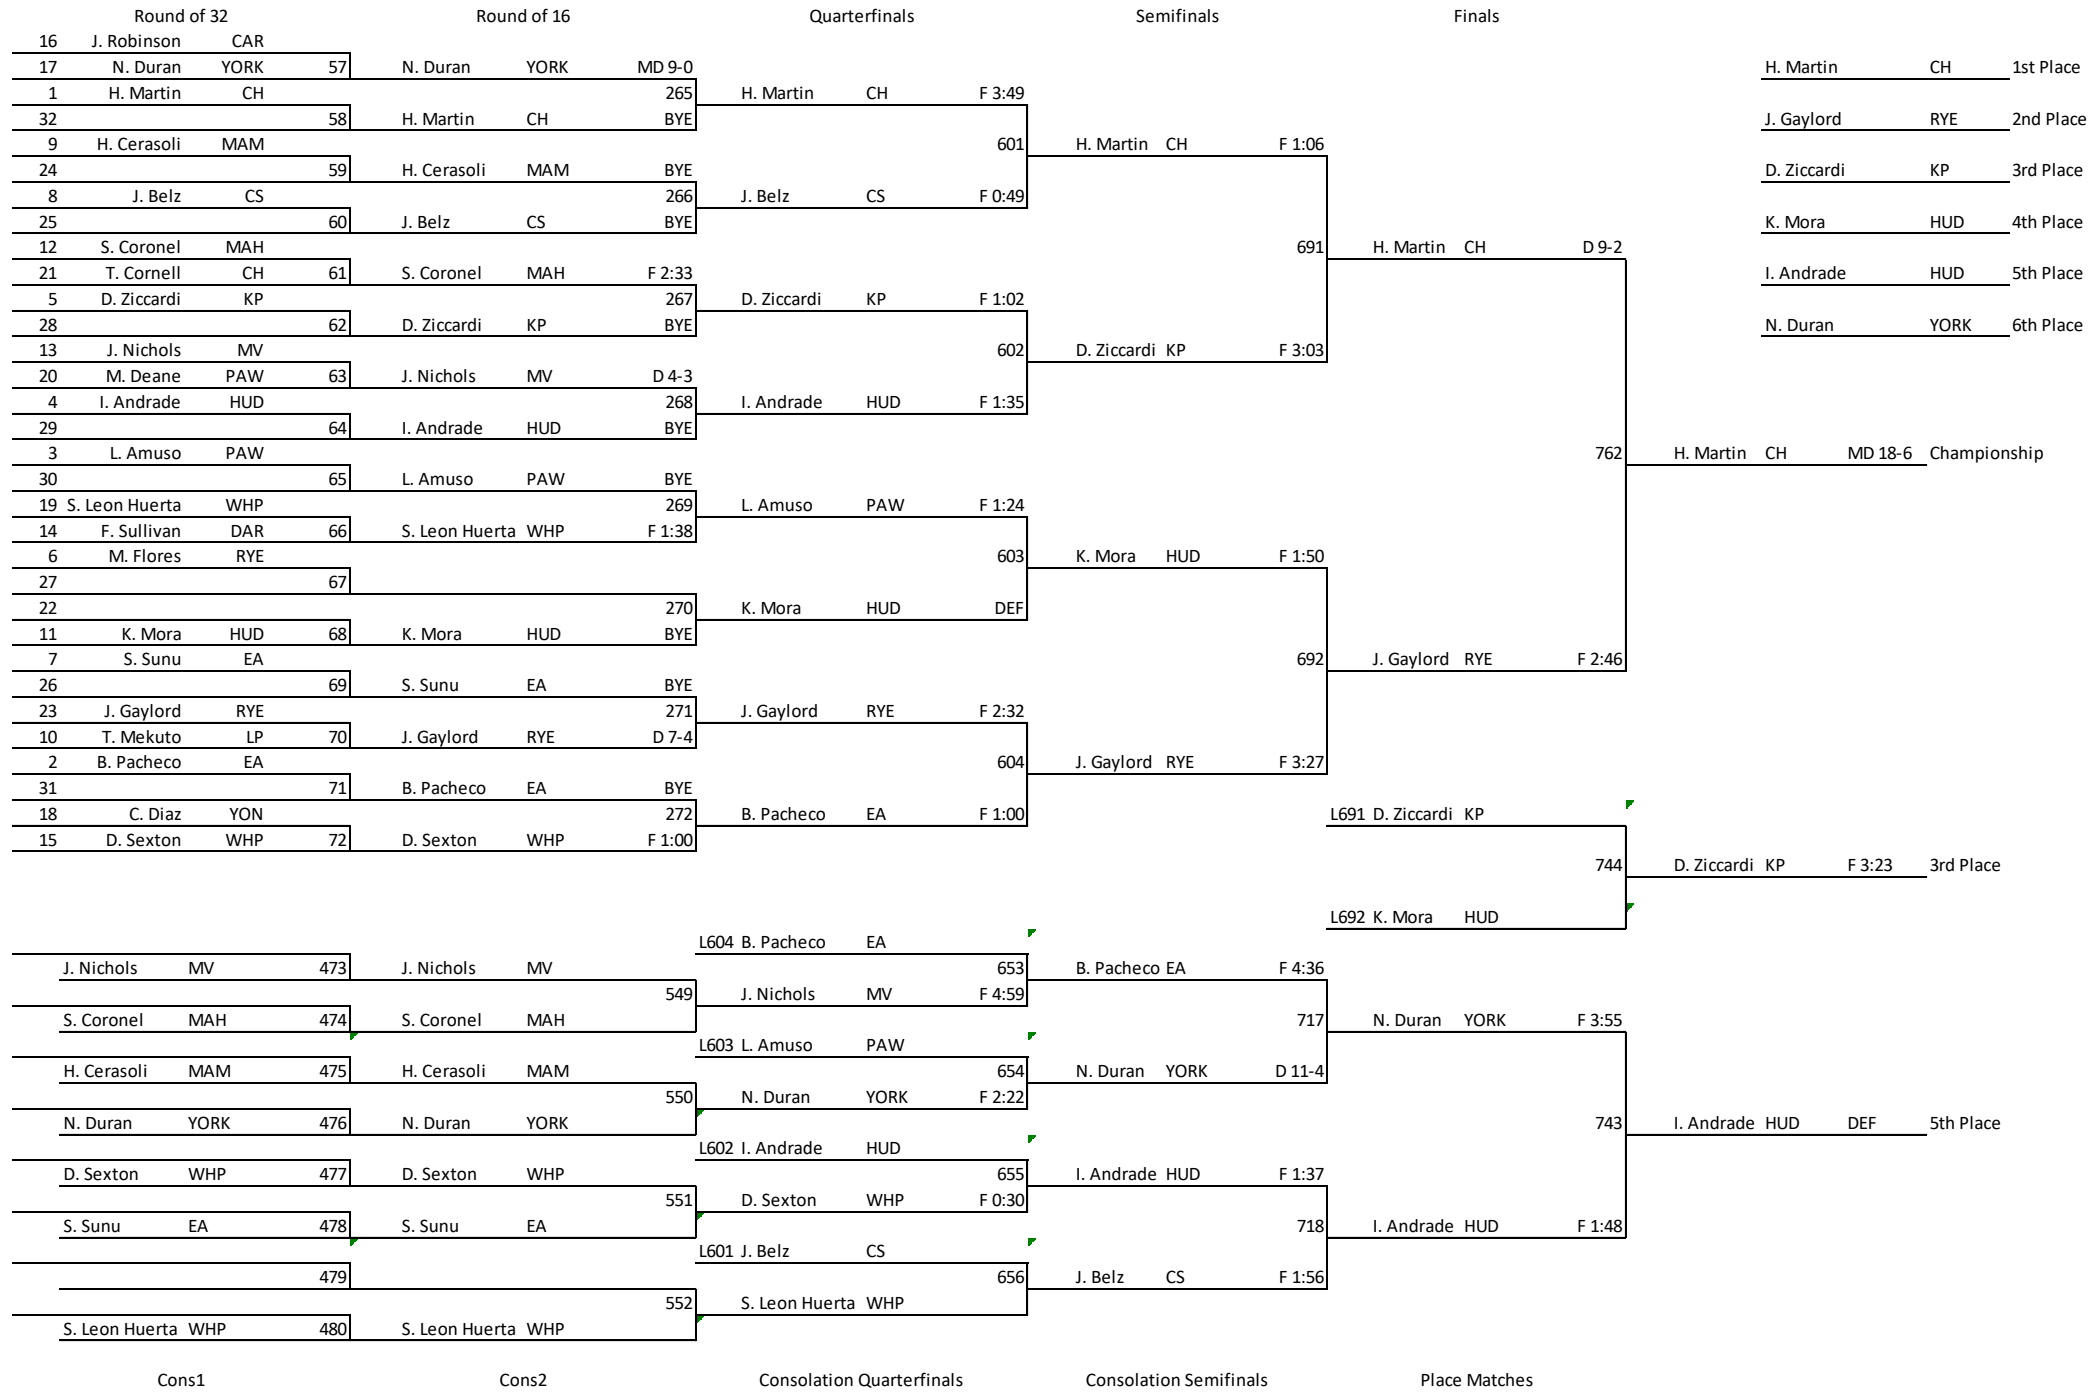 Round of 32 Round of 16 Quarterfinals Semifinals Finals
16 J. Robinson CAR
17 N. Duran YORK 57 N. Duran YORK MD 9-0 H. Martin CH 1st Place
1 H. Martin CH 265 H. Martin CH F 3:49
32 58 H. Martin CH BYE J. Gaylord RYE 2nd Place
9 H. Cerasoli MAM 601 H. Martin CH F 1:06
24 59 H. Cerasoli MAM BYE D. Ziccardi KP 3rd Place
8 J. Belz CS 266 J. Belz CS F 0:49
25 60 J. Belz CS BYE K. Mora HUD 4th Place
12 S. Coronel MAH 691 H. Martin CH D 9-2
21 T. Cornell CH 61 S. Coronel MAH F 2:33 I. Andrade HUD 5th Place
5 D. Ziccardi KP 267 D. Ziccardi KP F 1:02
28 62 D. Ziccardi KP BYE N. Duran YORK 6th Place
13 J. Nichols MV 602 D. Ziccardi KP F 3:03
20 M. Deane PAW 63 J. Nichols MV D 4-3
4 I. Andrade HUD 268 I. Andrade HUD F 1:35
29 64 I. Andrade HUD BYE
3 L. Amuso PAW 762 H. Martin CH MD 18-6 Championship
30 65 L. Amuso PAW BYE
19 S. Leon Huerta WHP 269 L. Amuso PAW F 1:24
14 F. Sullivan DAR 66 S. Leon Huerta WHP F 1:38
6 M. Flores RYE 603 K. Mora HUD F 1:50
27 67
22 270 K. Mora HUD DEF
11 K. Mora HUD 68 K. Mora HUD BYE
7 S. Sunu EA 692 J. Gaylord RYE F 2:46
26 69 S. Sunu EA BYE
23 J. Gaylord RYE 271 J. Gaylord RYE F 2:32
10 T. Mekuto LP 70 J. Gaylord RYE D 7-4
2 B. Pacheco EA 604 J. Gaylord RYE F 3:27
31 71 B. Pacheco EA BYE
18 C. Diaz YON 272 B. Pacheco EA F 1:00 L691 D. Ziccardi KP
15 D. Sexton WHP 72 D. Sexton WHP F 1:00
744 D. Ziccardi KP F 3:23 3rd Place
L692 K. Mora HUD
L604 B. Pacheco EA
J. Nichols MV 473 J. Nichols MV 653 B. Pacheco EA F 4:36
549 J. Nichols MV F 4:59
S. Coronel MAH 474 S. Coronel MAH 717 N. Duran YORK F 3:55
L603 L. Amuso PAW
H. Cerasoli MAM 475 H. Cerasoli MAM 654 N. Duran YORK D 11-4
550 N. Duran YORK F 2:22
N. Duran YORK 476 N. Duran YORK 743 I. Andrade HUD DEF 5th Place
L602 I. Andrade HUD
D. Sexton WHP 477 D. Sexton WHP 655 I. Andrade HUD F 1:37
551 D. Sexton WHP F 0:30
S. Sunu EA 478 S. Sunu EA 718 I. Andrade HUD F 1:48
L601 J. Belz CS
479 656 J. Belz CS F 1:56
552 S. Leon Huerta WHP
S. Leon Huerta WHP 480 S. Leon Huerta WHP
Cons1 Cons2 Consolation Quarterfinals Consolation Semifinals Place Matches